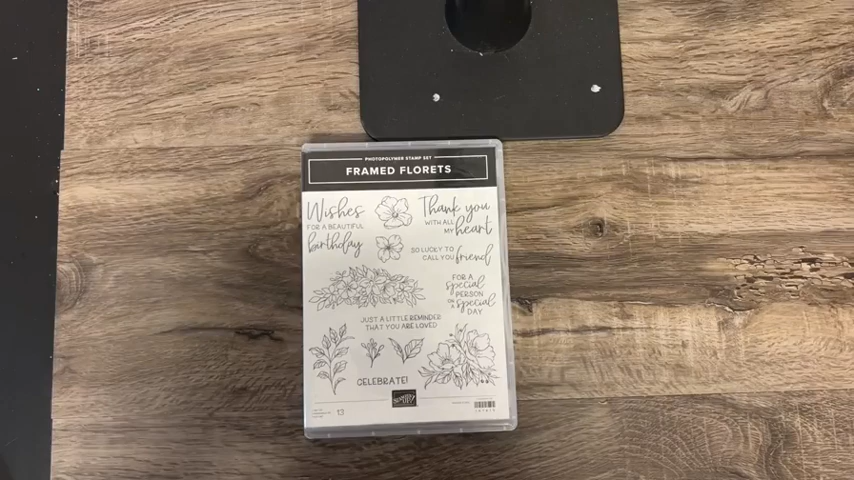 PHOTOPOLYMER STAMP SET
FRAMED FLORETS
Wishes
FOR A BEAUTIFUL
birthday
Thank you
WITH ALL
MY heart
SO LUCKY TO
CALL YOU friend
FOR A
special
PERSON
ON A special
DAY
JUST A LITTLE REMINDER
THAT YOU ARE LOVED
CELEBRATE!
13